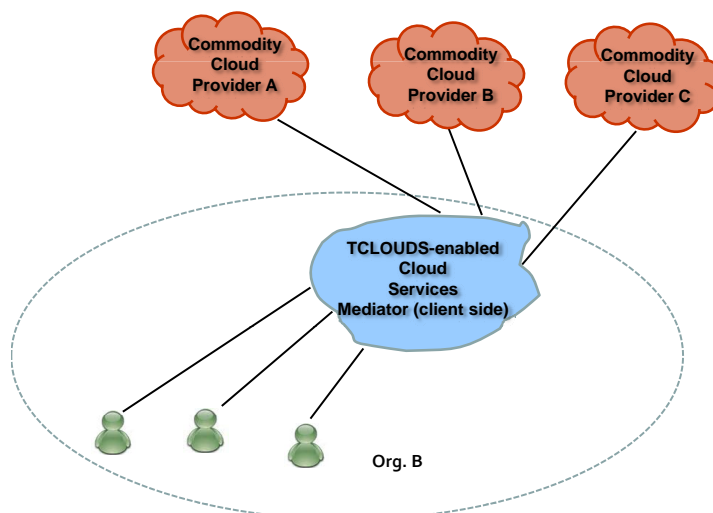 Commodity
Cloud
Provider A
Commodity
Cloud
Provider B
Commodity
Cloud
Provider C
TCLOUDS-enabled
Cloud
Services
Mediator (client side)
Org. B